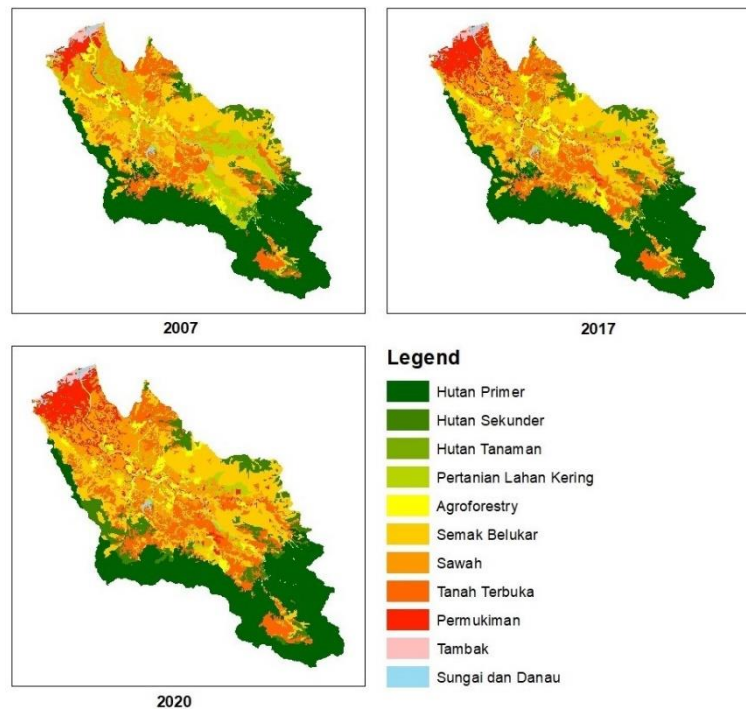 2007
2017
2020
Legend
Hutan Primer
Hutan Sekunder
Hutan Tanaman
Pertanian Lahan Kering
Agroforestry
Semak Belukar
Sawah
Tanah Terbuka
Permukiman
Tambak
Sungai dan Danau